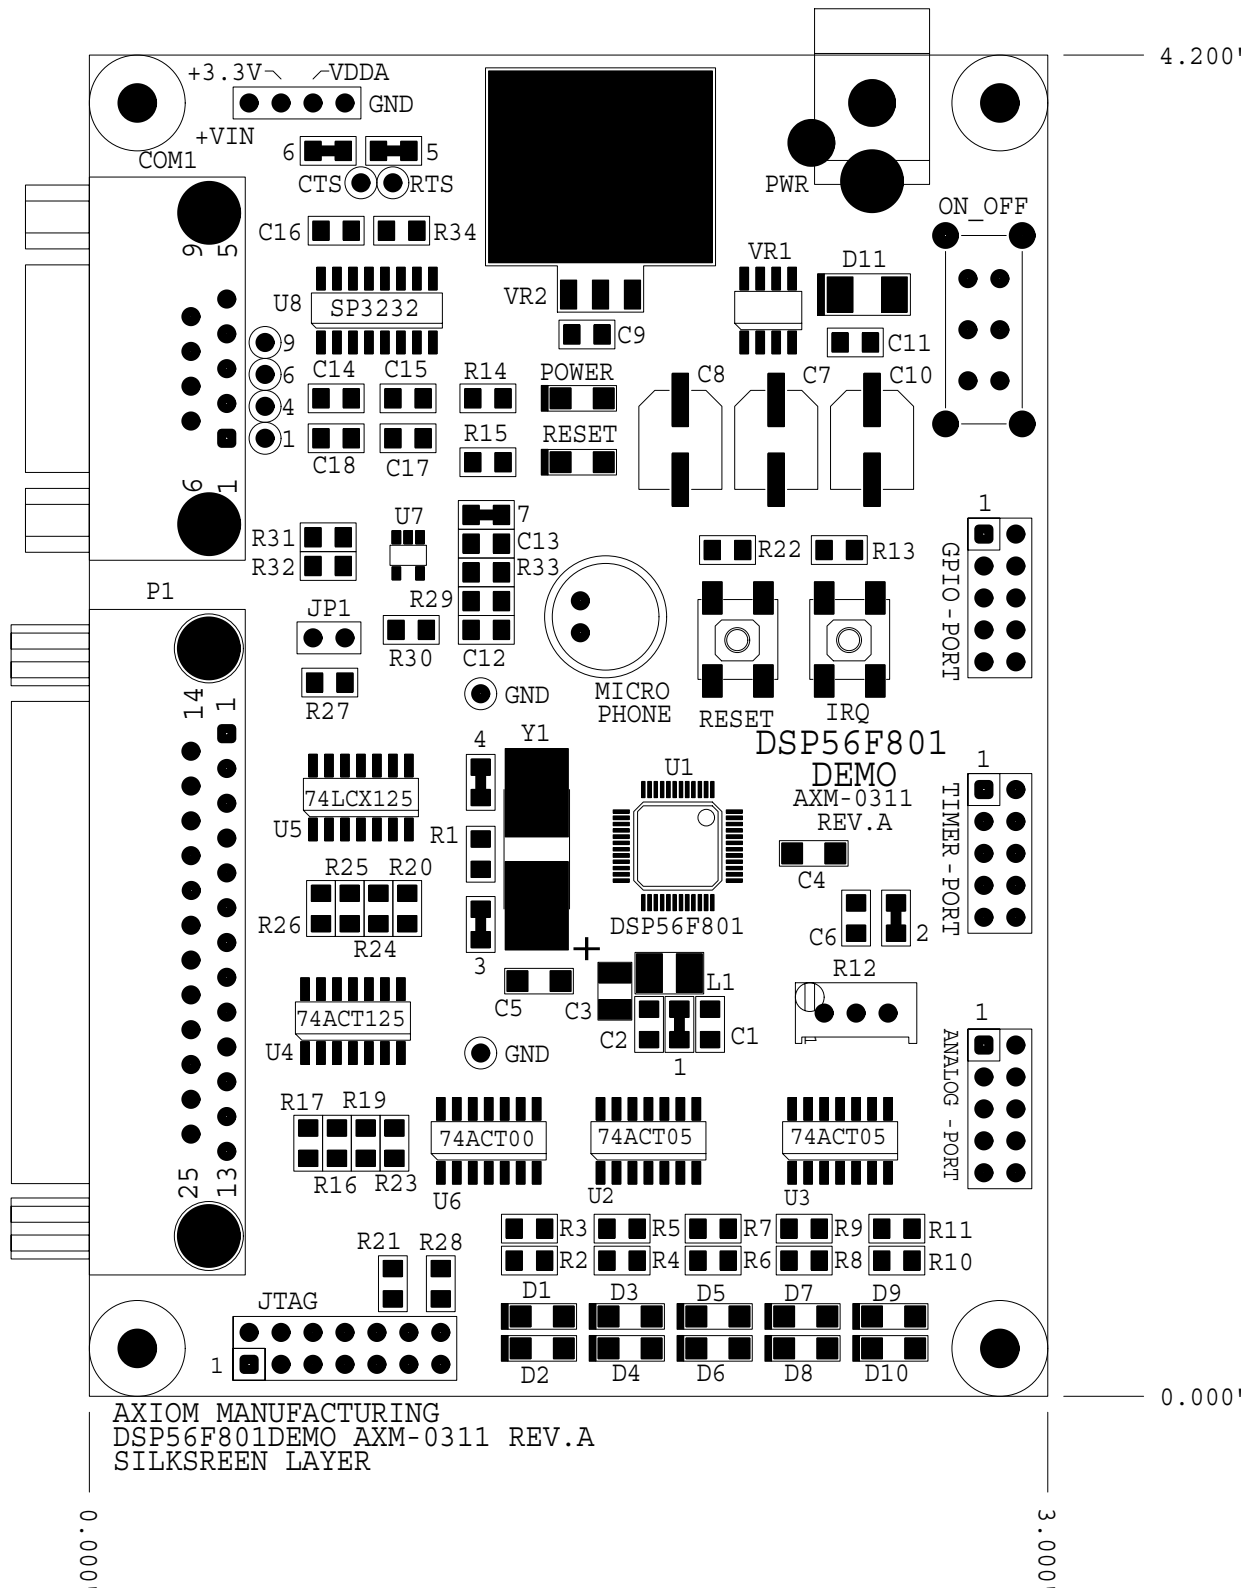 4.200"
+3.3V VDDA
GND
+VIN
COM1
6 5
CTS RTS
PWR
ON_OFF
C16 R34
9 5
VR1 D11
U8 SP3232
VR2
C9 C11
9
6
4
1
C14 C15 R14 POWER C8 C7 C10
R15 RESET
C18 C17
6 1
U7 7
R31 C13
R32 R33
R22 R13
1
GPIO-PORT
P1
JP1 R29
R30 C12
R27 GND
MICRO
PHONE
RESET IRQ
14 1
Y1
4
DSP56F801
DEMO
AXM-0311
REV.A
1
TIMER-PORT
U1
74LCX125
U5 R1
C4
R25 R20
R26 R24
3
DSP56F801
C6 2
+
R12
C5 C3 L1
C2 1 C1
74ACT125
U4 GND
1
ANALOG -PORT
R17 R19
R16 R23
74ACT00 74ACT05 74ACT05
U6 U2 U3
25 13
R3 R5 R7 R9 R11
R2 R4 R6 R8 R10
R21 R28
D1 D3 D5 D7 D9
D2 D4 D6 D8 D10
JTAG
1
0.000"
AXIOM MANUFACTURING
DSP56F801DEMO AXM-0311 REV.A
SILKSREEN LAYER
0.000
3.000